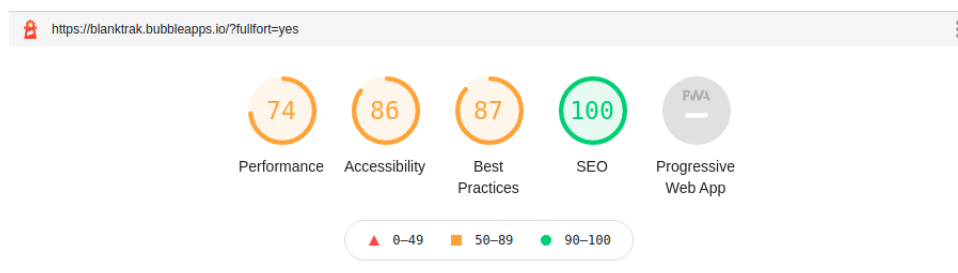 https://blanktrak.bubbleapps.io/?fullfort=yes
74
86
87
100
PWA
Performance
Accessibility
Best
Practices
SEO
Progressive
Web App
0–49
50–89
90–100